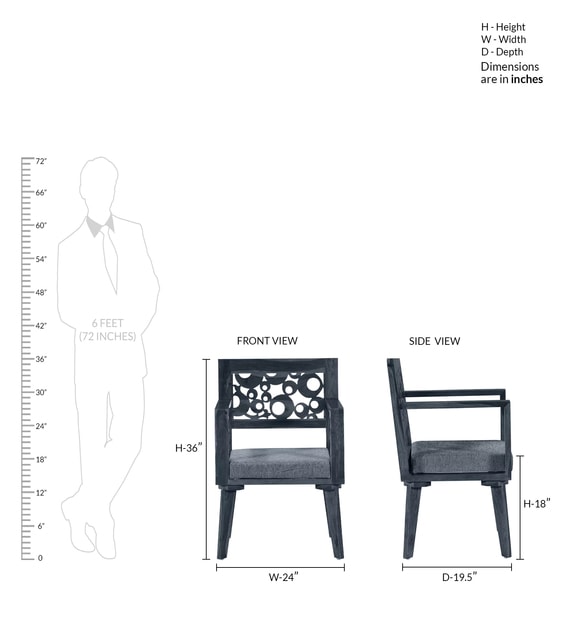 H - Height
W - Width
D - Depth
Dimensions
are in inches
72"
66"
60"
54"
48"
42"
36"
30"
24"
18"
12"
6"
0
6 FEET
(72 INCHES)
FRONT VIEW
SIDE VIEW
H-36"
H-18"
W-24"
D-19.5"